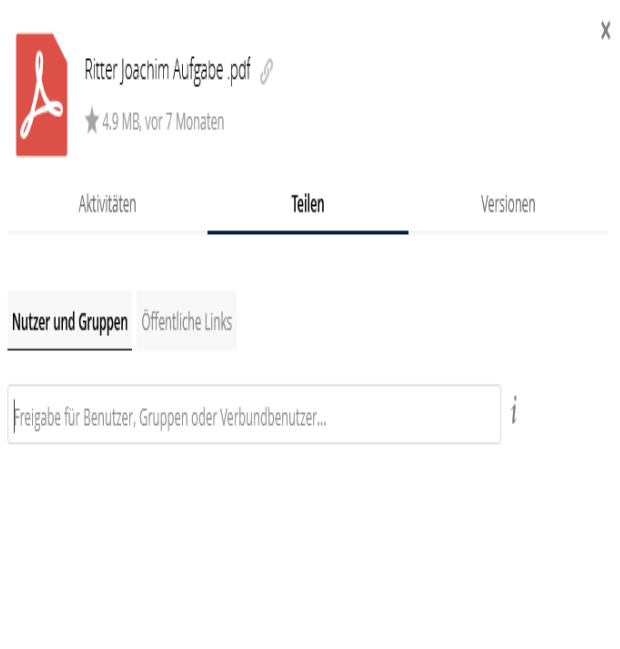 x
Ritter Joachim Aufgabe .pdf
4.9 MB, vor 7 Monaten
Aktivitäten Teilen Versionen
Nutzer und Gruppen Öffentliche Links
Freigabe für Benutzer, Gruppen oder Verbundbenutzer...
i